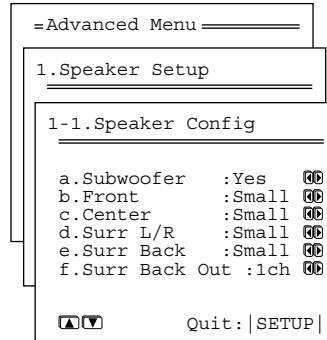 =Advanced Menu
1.Speaker Setup
1-1.Speaker Config
a.Subwoofer :Yes
b.Front :Small
c.Center :Small
d.Surr L/R :Small
e.Surr Back :Small
f.Surr Back Out :1ch
Quit:|SETUP|